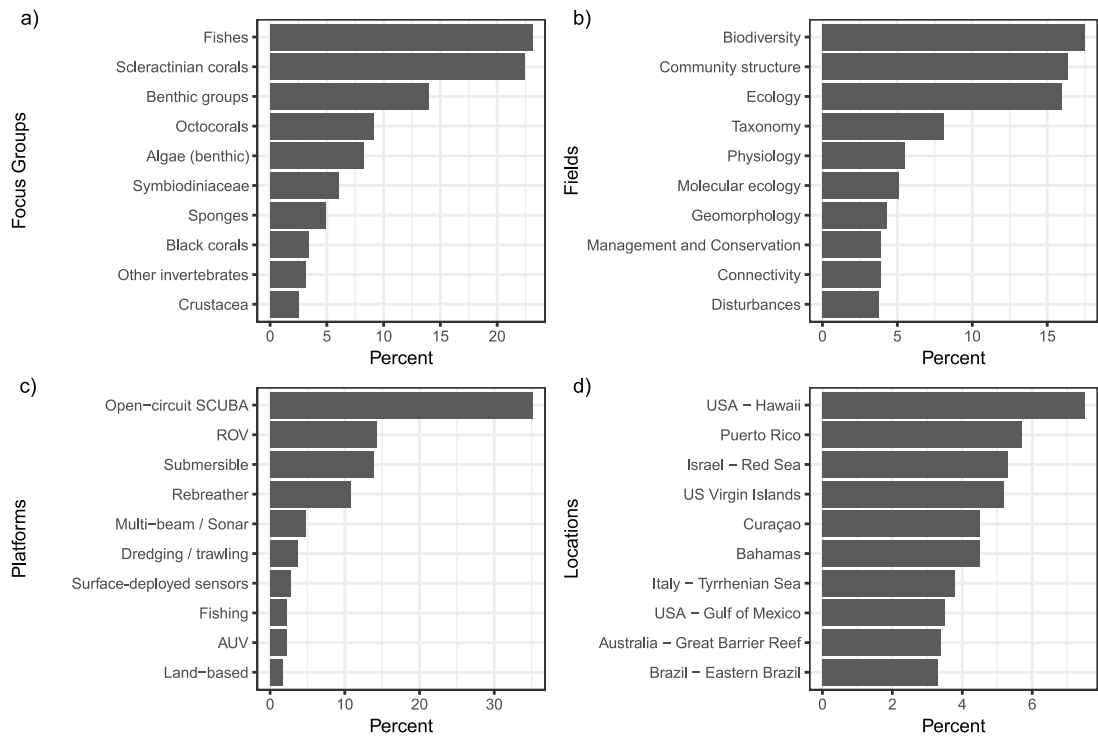 a)
Focus Groups
Fishes
Scleractinian corals
Benthic groups
Octocorals
Algae (benthic)
Symbiodiniaceae
Sponges
Black corals
Other invertebrates
Crustacea
0 5 10 15 20
Percent
b)
Fields
Biodiversity
Community structure
Ecology
Taxonomy
Physiology
Molecular ecology
Geomorphology
Management and Conservation
Connectivity
Disturbances
0 5 10 15
Percent
c)
Platforms
Open−circuit SCUBA
ROV
Submersible
Rebreather
Multi−beam / Sonar
Dredging / trawling
Surface-deployed sensors
Fishing
AUV
Land−based
0 10 20 30
Percent
d)
Locations
USA − Hawaii
Puerto Rico
Israel − Red Sea
US Virgin Islands
Curaçao
Bahamas
Italy − Tyrrhenian Sea
USA − Gulf of Mexico
Australia − Great Barrier Reef
Brazil − Eastern Brazil
0 2 4 6
Percent